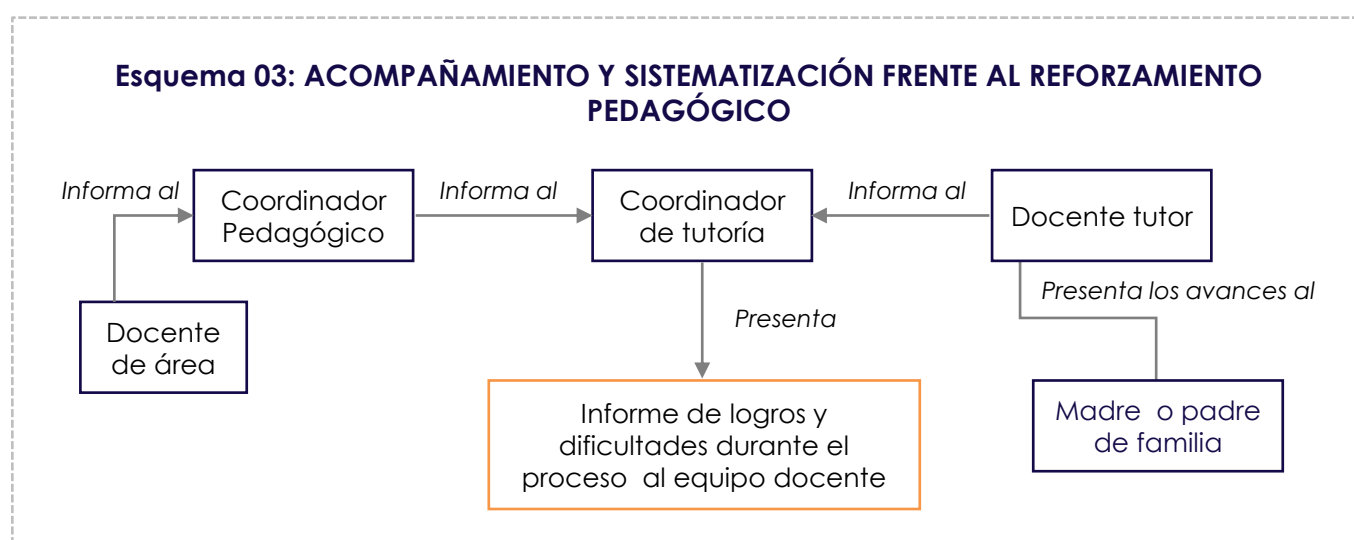 Esquema 03: ACOMPAÑAMIENTO Y SISTEMATIZACIÓN FRENTE AL REFORZAMIENTO
PEDAGÓGICO
Informa al
Coordinador
Pedagógico
Informa al
Coordinador
de tutoría
Informa al
Docente tutor
Docente
de área
Presenta
Presenta los avances al
Informe de logros y
dificultades durante el
proceso al equipo docente
Madre o padre
de familia